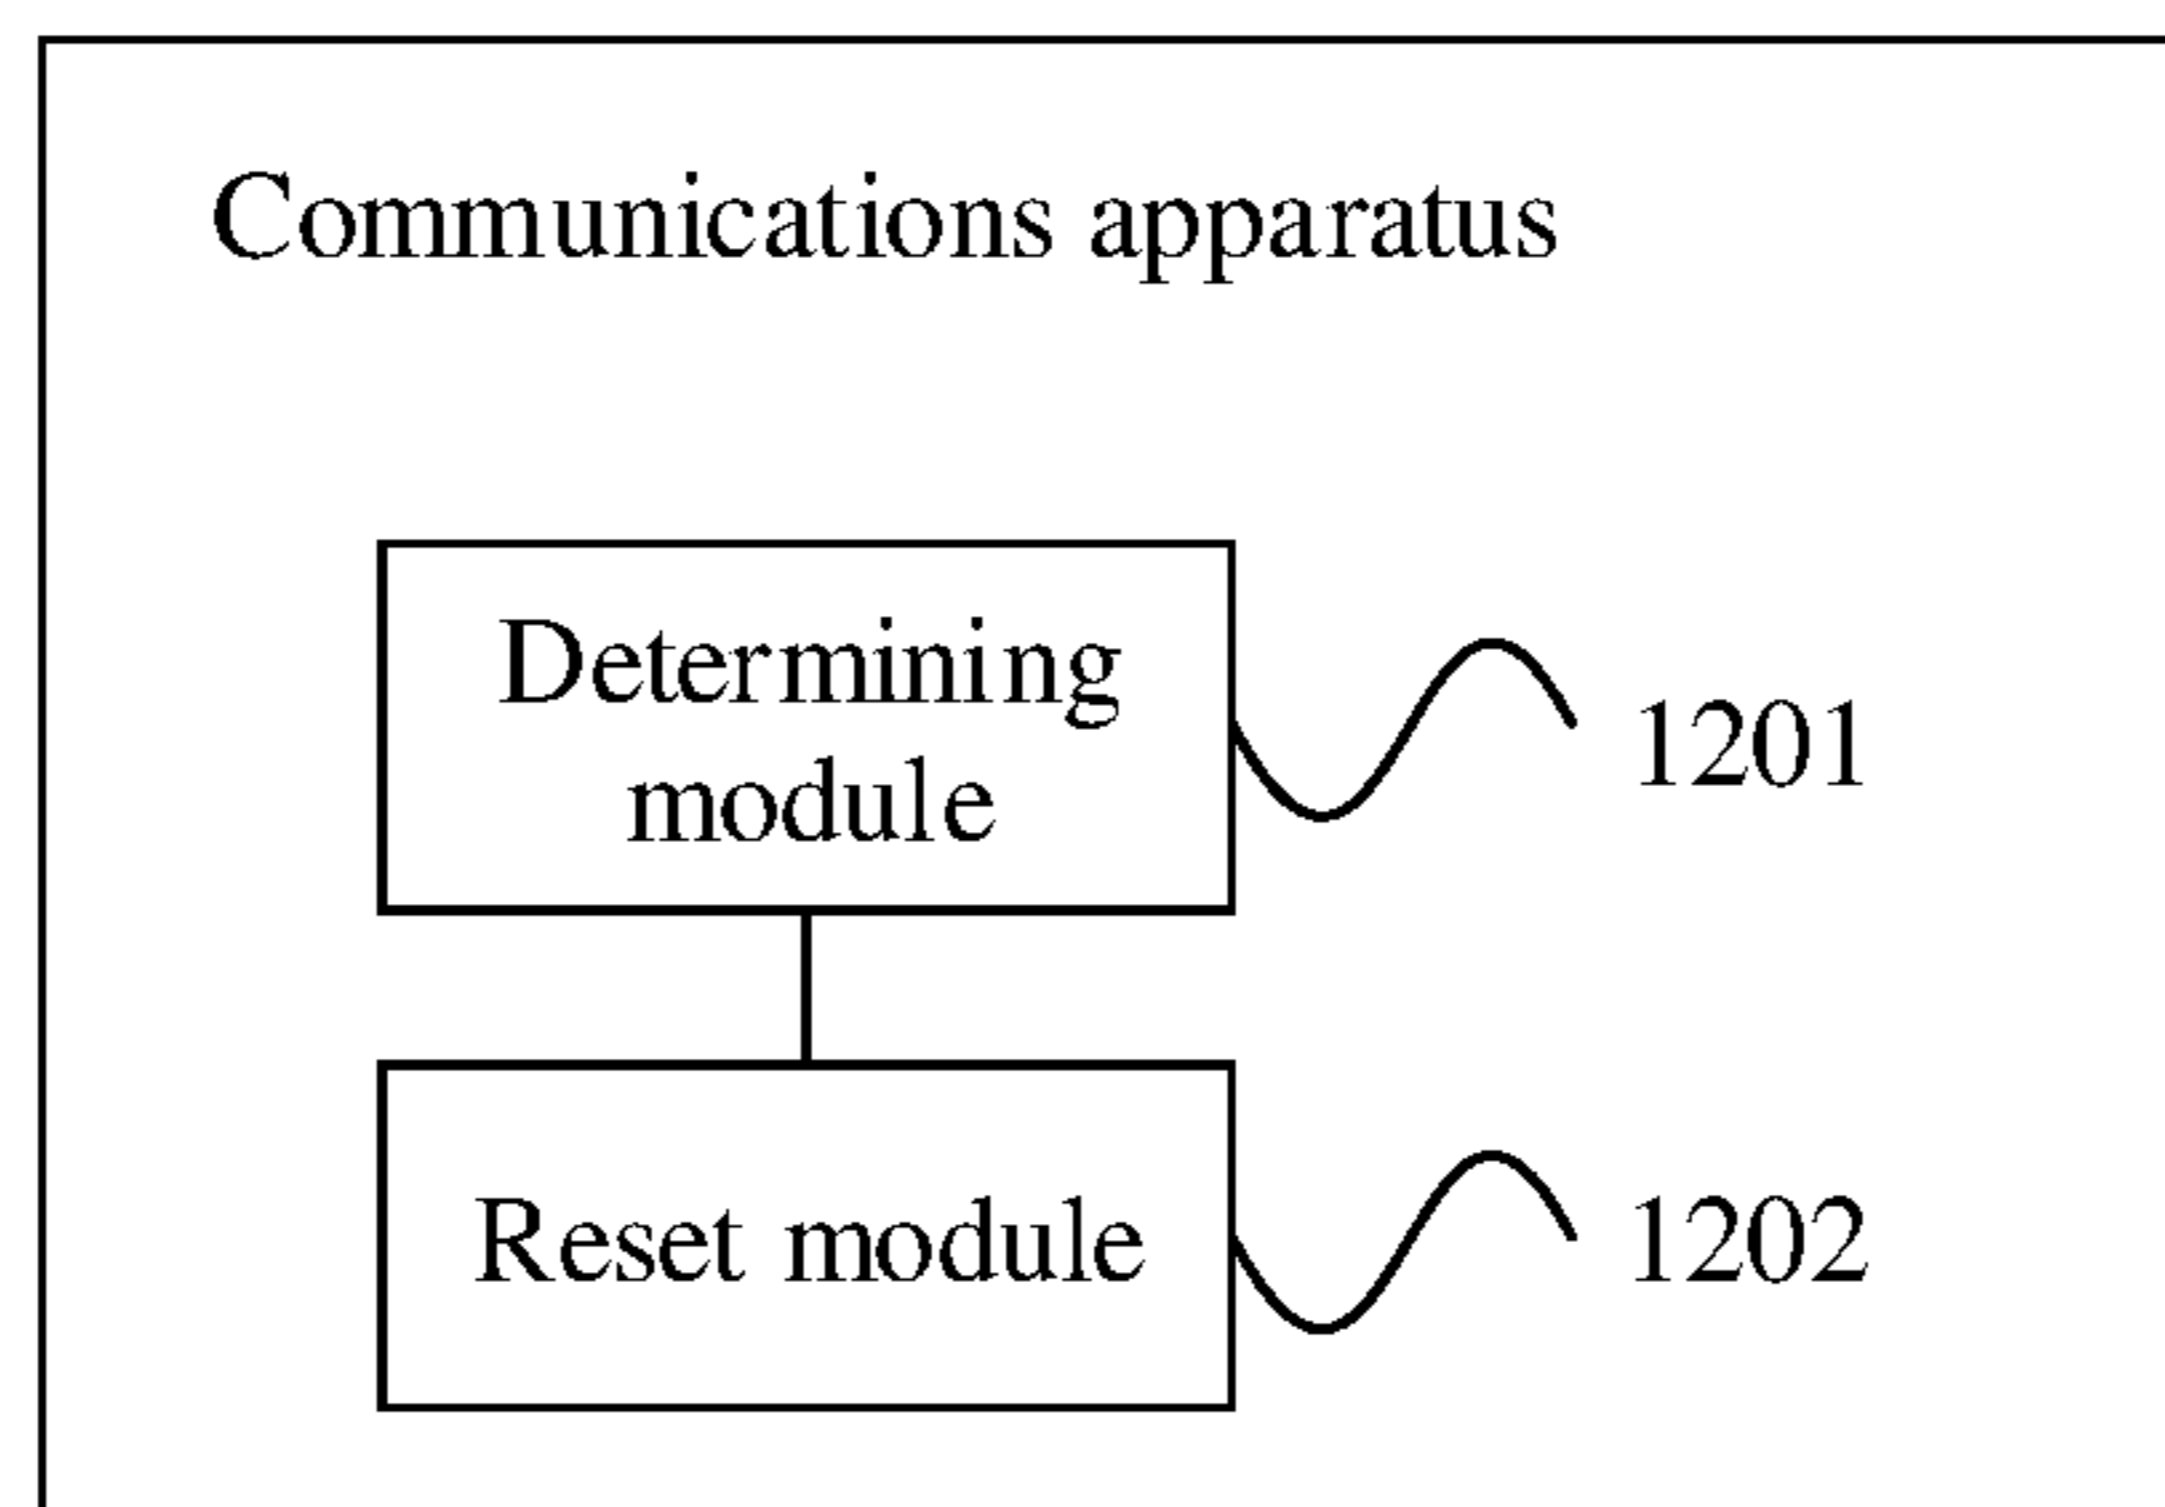 Communications apparatus
Determining
module
1201
Reset module
1202